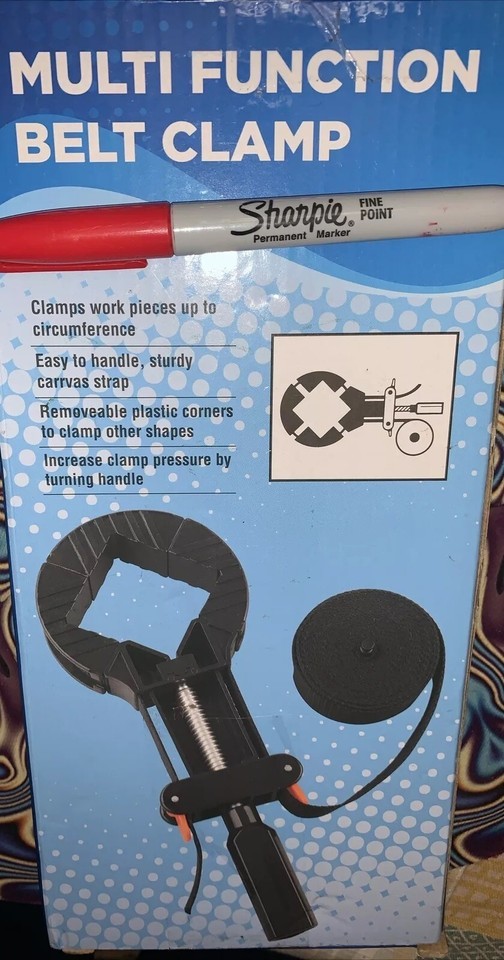 MULTI FUNCTION
BELT CLAMP
Sharpie® FINE
POINT
Permanent Marker
Clamps work pieces up to
circumference
Easy to handle, sturdy
carrvas strap
Removeable plastic corners
to clamp other shapes
Increase clamp pressure by
turning handle